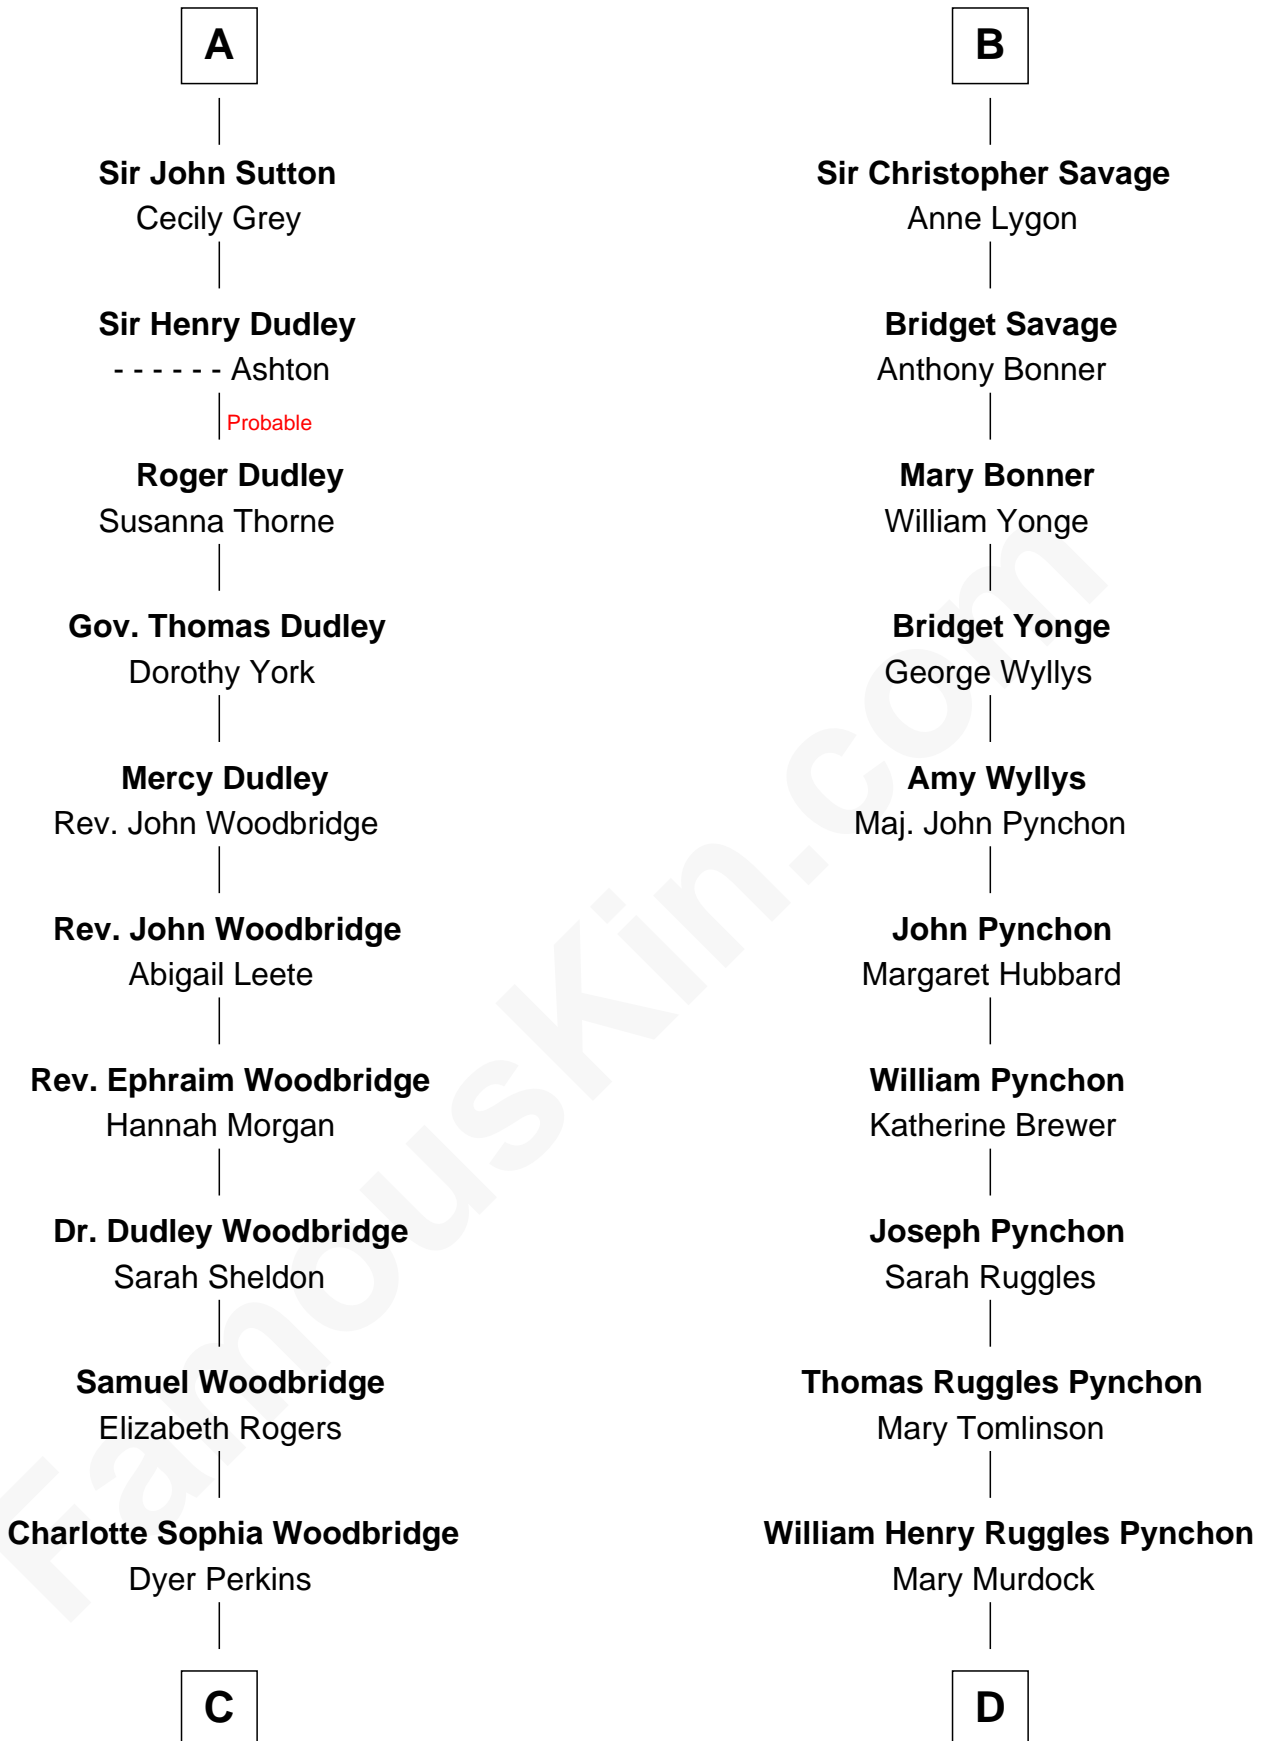 A
Sir John Sutton
Cecily Grey
Sir Henry Dudley
- - - - - - Ashton
Probable
Roger Dudley
Susanna Thorne
Gov. Thomas Dudley
Dorothy York
Mercy Dudley
Rev. John Woodbridge
Rev. John Woodbridge
Abigail Leete
Rev. Ephraim Woodbridge
Hannah Morgan
Dr. Dudley Woodbridge
Sarah Sheldon
Samuel Woodbridge
Elizabeth Rogers
Charlotte Sophia Woodbridge
Dyer Perkins
C
B
Sir Christopher Savage
Anne Lygon
Bridget Savage
Anthony Bonner
Mary Bonner
William Yonge
Bridget Yonge
George Wyllys
Amy Wyllys
Maj. John Pynchon
John Pynchon
Margaret Hubbard
William Pynchon
Katherine Brewer
Joseph Pynchon
Sarah Ruggles
Thomas Ruggles Pynchon
Mary Tomlinson
William Henry Ruggles Pynchon
Mary Murdock
D
FamousKin.com